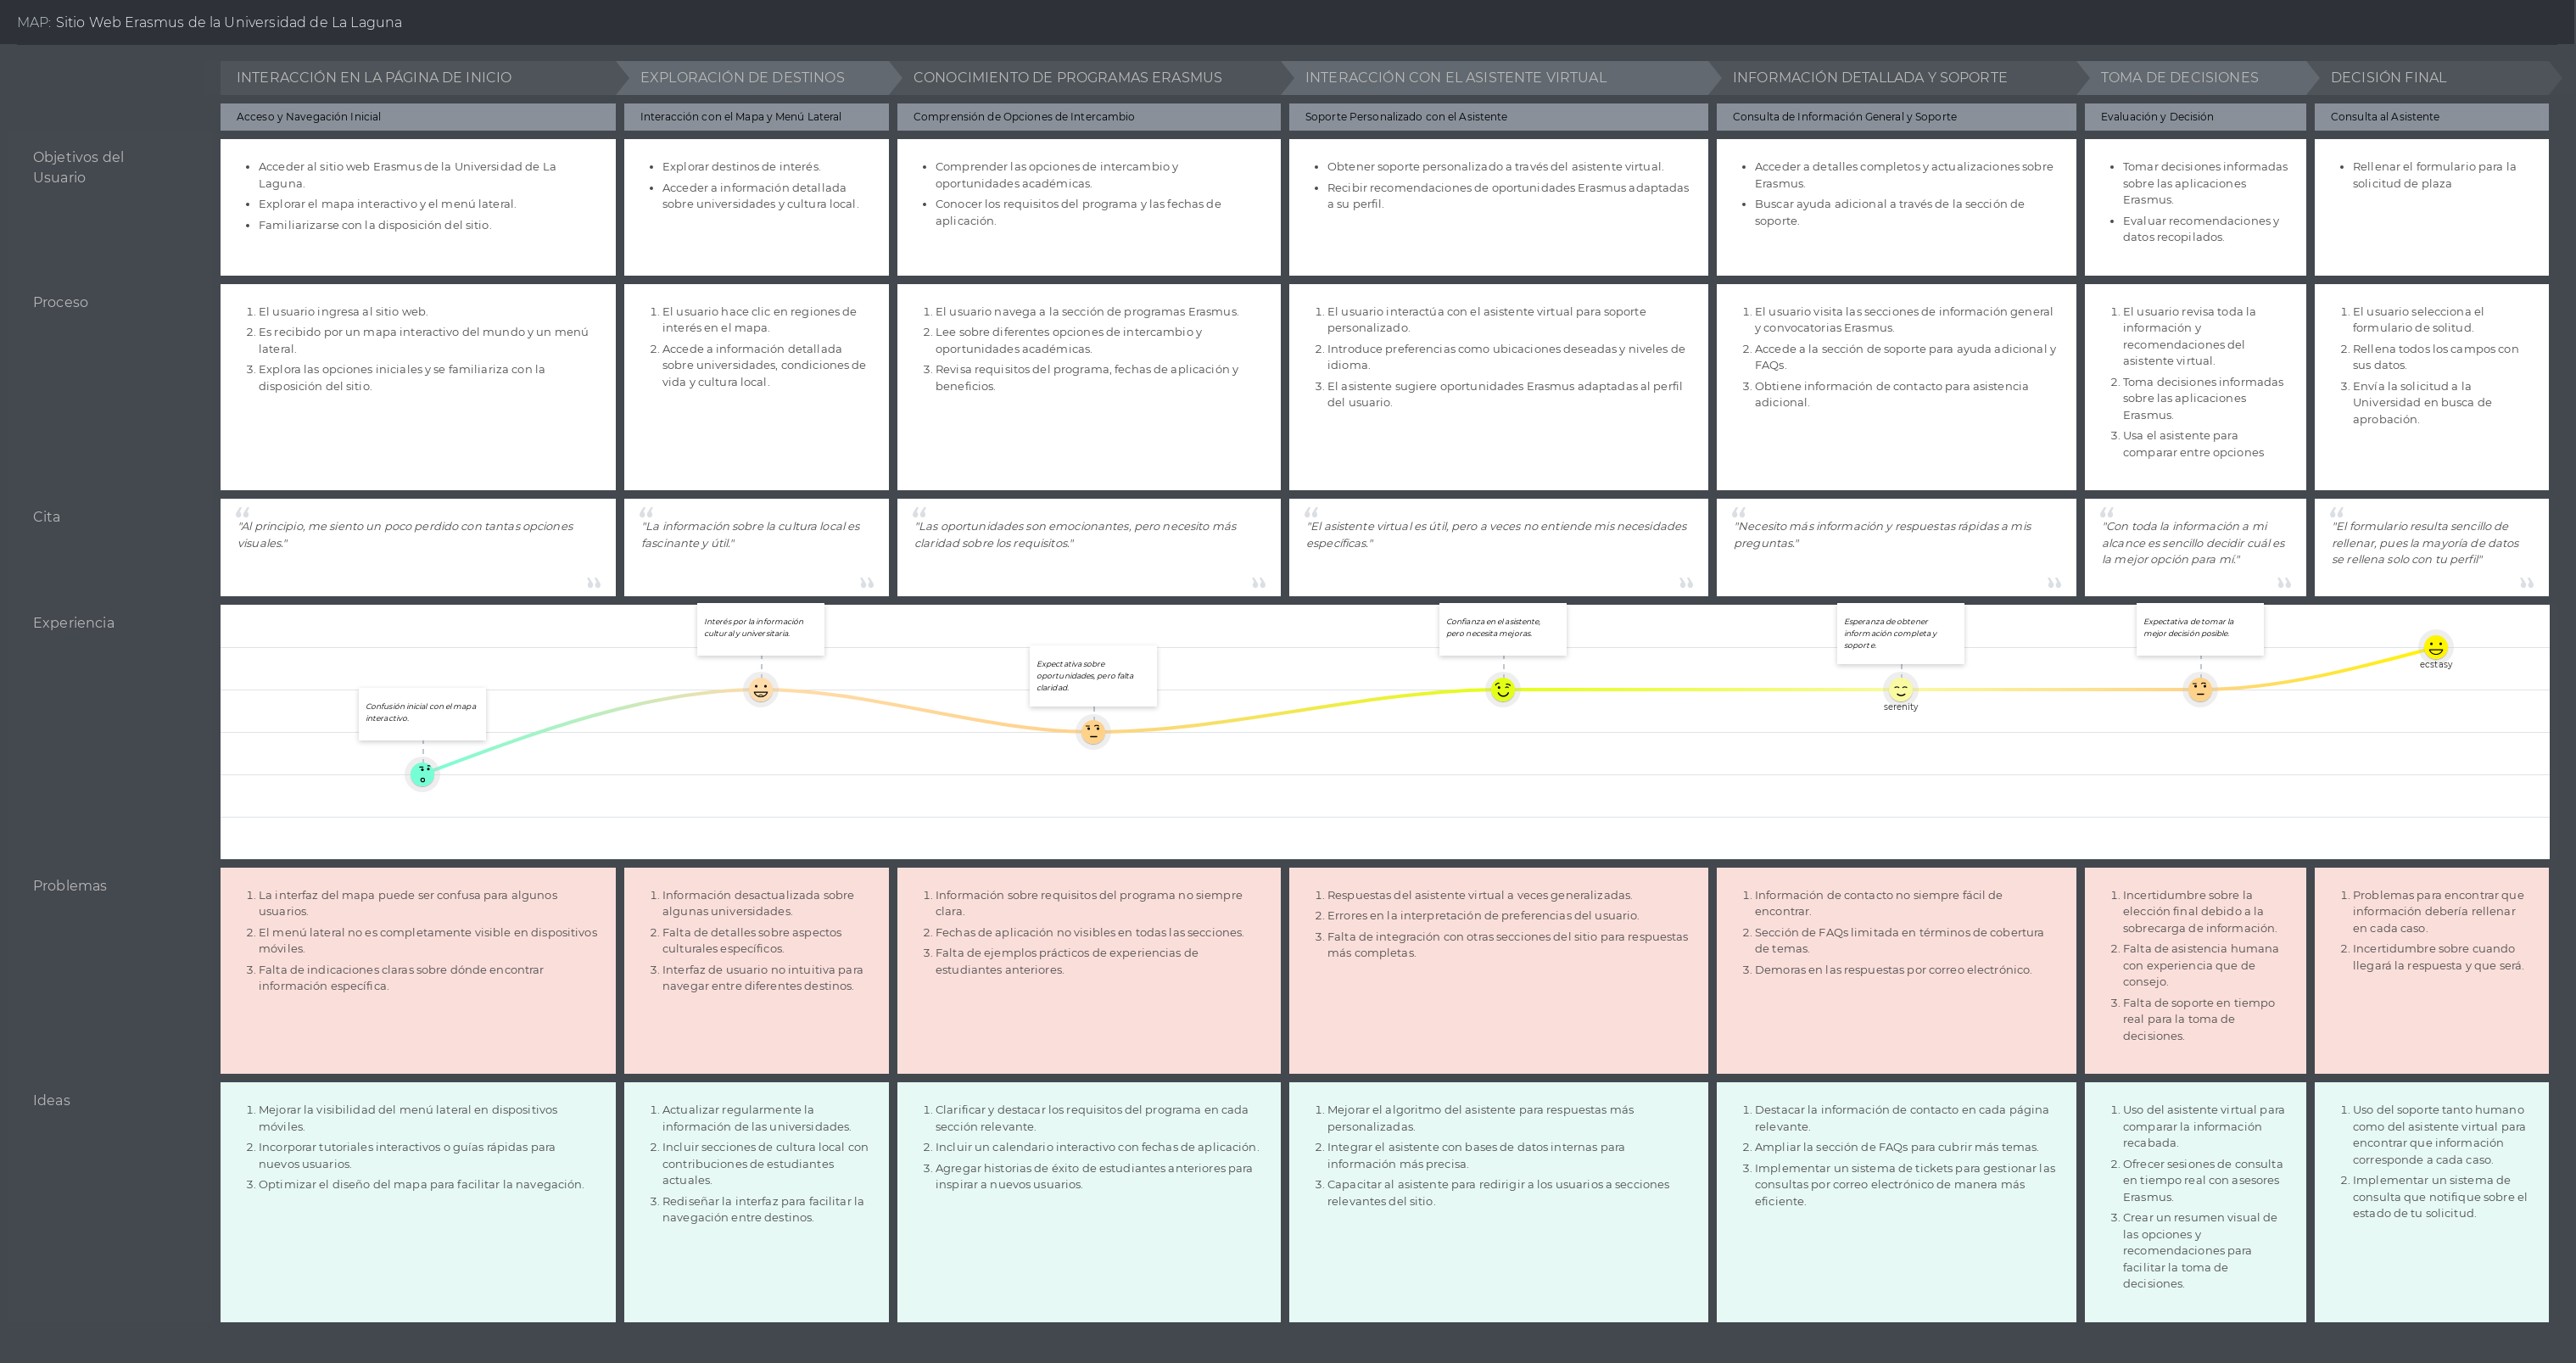 MAP: Sitio Web Erasmus de la Universidad de La Laguna
INTERACCIÓN EN LA PÁGINA DE INICIO
EXPLORACIÓN DE DESTINOS
CONOCIMIENTO DE PROGRAMAS ERASMUS
INTERACCIÓN CON EL ASISTENTE VIRTUAL
INFORMACIÓN DETALLADA Y SOPORTE
TOMA DE DECISIONES
DECISIÓN FINAL
Acceso y Navegación Inicial
Interacción con el Mapa y Menú Lateral
Comprensión de Opciones de Intercambio
Soporte Personalizado con el Asistente
Consulta de Información General y Soporte
Evaluación y Decisión
Consulta al Asistente
Objetivos del
Usuario
• Acceder al sitio web Erasmus de la Universidad de La
Laguna.
• Explorar el mapa interactivo y el menú lateral.
• Familiarizarse con la disposición del sitio.
• Explorar destinos de interés.
• Acceder a información detallada
sobre universidades y cultura local.
• Comprender las opciones de intercambio y
oportunidades académicas.
• Conocer los requisitos del programa y las fechas de
aplicación.
• Obtener soporte personalizado a través del asistente virtual.
• Recibir recomendaciones de oportunidades Erasmus adaptadas
a su perfil.
• Acceder a detalles completos y actualizaciones sobre
Erasmus.
• Buscar ayuda adicional a través de la sección de
soporte.
• Tomar decisiones informadas
sobre las aplicaciones
Erasmus.
• Evaluar recomendaciones y
datos recopilados.
• Rellenar el formulario para la
solicitud de plaza
Proceso
1. El usuario ingresa al sitio web.
2. Es recibido por un mapa interactivo del mundo y un menú
lateral.
3. Explora las opciones iniciales y se familiariza con la
disposición del sitio.
1. El usuario hace clic en regiones de
interés en el mapa.
2. Accede a información detallada
sobre universidades, condiciones de
vida y cultura local.
1. El usuario navega a la sección de programas Erasmus.
2. Lee sobre diferentes opciones de intercambio y
oportunidades académicas.
3. Revisa requisitos del programa, fechas de aplicación y
beneficios.
1. El usuario interactúa con el asistente virtual para soporte
personalizado.
2. Introduce preferencias como ubicaciones deseadas y niveles de
idioma.
3. El asistente sugiere oportunidades Erasmus adaptadas al perfil
del usuario.
1. El usuario visita las secciones de información general
y convocatorias Erasmus.
2. Accede a la sección de soporte para ayuda adicional y
FAQs.
3. Obtiene información de contacto para asistencia
adicional.
1. El usuario revisa toda la
información y
recomendaciones del
asistente virtual.
2. Toma decisiones informadas
sobre las aplicaciones
Erasmus.
3. Usa el asistente para
comparar entre opciones
1. El usuario selecciona el
formulario de solitud.
2. Rellena todos los campos con
sus datos.
3. Envía la solicitud a la
Universidad en busca de
aprobación.
Cita
"Al principio, me siento un poco perdido con tantas opciones
visuales."
"La información sobre la cultura local es
fascinante y útil."
"Las oportunidades son emocionantes, pero necesito más
claridad sobre los requisitos."
"El asistente virtual es útil, pero a veces no entiende mis necesidades
específicas."
"Necesito más información y respuestas rápidas a mis
preguntas."
"Con toda la información a mi
alcance es sencillo decidir cuál es
la mejor opción para mí."
"El formulario resulta sencillo de
rellenar, pues la mayoría de datos
se rellena solo con tu perfil"
Experiencia
Confusión inicial con el mapa
interactivo.
Interés por la información
cultural y universitaria.
Expectativa sobre
oportunidades, pero falta
claridad.
Confianza en el asistente,
pero necesita mejoras.
Esperanza de obtener
información completa y
soporte.
serenity
Expectativa de tomar la
mejor decisión posible.
ecstasy
Problemas
1. La interfaz del mapa puede ser confusa para algunos
usuarios.
2. El menú lateral no es completamente visible en dispositivos
móviles.
3. Falta de indicaciones claras sobre dónde encontrar
información específica.
1. Información desactualizada sobre
algunas universidades.
2. Falta de detalles sobre aspectos
culturales específicos.
3. Interfaz de usuario no intuitiva para
navegar entre diferentes destinos.
1. Información sobre requisitos del programa no siempre
clara.
2. Fechas de aplicación no visibles en todas las secciones.
3. Falta de ejemplos prácticos de experiencias de
estudiantes anteriores.
1. Respuestas del asistente virtual a veces generalizadas.
2. Errores en la interpretación de preferencias del usuario.
3. Falta de integración con otras secciones del sitio para respuestas
más completas.
1. Información de contacto no siempre fácil de
encontrar.
2. Sección de FAQs limitada en términos de cobertura
de temas.
3. Demoras en las respuestas por correo electrónico.
1. Incertidumbre sobre la
elección final debido a la
sobrecarga de información.
2. Falta de asistencia humana
con experiencia que de
consejo.
3. Falta de soporte en tiempo
real para la toma de
decisiones.
1. Problemas para encontrar que
información debería rellenar
en cada caso.
2. Incertidumbre sobre cuando
llegará la respuesta y que será.
Ideas
1. Mejorar la visibilidad del menú lateral en dispositivos
móviles.
2. Incorporar tutoriales interactivos o guías rápidas para
nuevos usuarios.
3. Optimizar el diseño del mapa para facilitar la navegación.
1. Actualizar regularmente la
información de las universidades.
2. Incluir secciones de cultura local con
contribuciones de estudiantes
actuales.
3. Rediseñar la interfaz para facilitar la
navegación entre destinos.
1. Clarificar y destacar los requisitos del programa en cada
sección relevante.
2. Incluir un calendario interactivo con fechas de aplicación.
3. Agregar historias de éxito de estudiantes anteriores para
inspirar a nuevos usuarios.
1. Mejorar el algoritmo del asistente para respuestas más
personalizadas.
2. Integrar el asistente con bases de datos internas para
información más precisa.
3. Capacitar al asistente para redirigir a los usuarios a secciones
relevantes del sitio.
1. Destacar la información de contacto en cada página
relevante.
2. Ampliar la sección de FAQs para cubrir más temas.
3. Implementar un sistema de tickets para gestionar las
consultas por correo electrónico de manera más
eficiente.
1. Uso del asistente virtual para
comparar la información
recabada.
2. Ofrecer sesiones de consulta
en tiempo real con asesores
Erasmus.
3. Crear un resumen visual de
las opciones y
recomendaciones para
facilitar la toma de
decisiones.
1. Uso del soporte tanto humano
como del asistente virtual para
encontrar que información
corresponde a cada caso.
2. Implementar un sistema de
consulta que notifique sobre el
estado de tu solicitud.